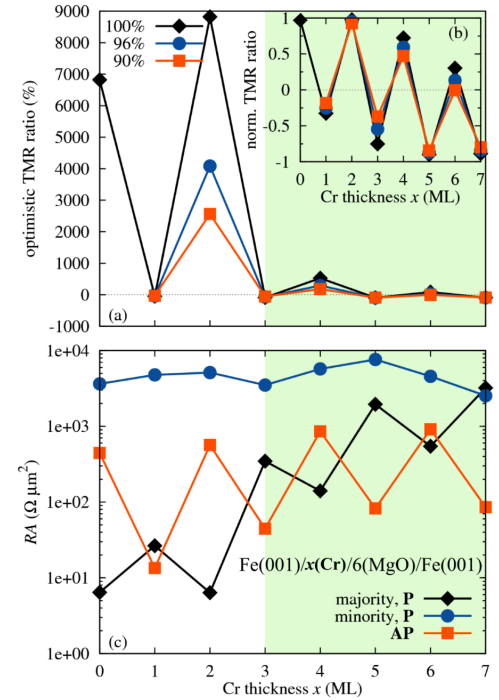 9000
8000
7000
6000
5000
4000
3000
2000
1000
0
-1000
optimistic TMR ratio (%)
100%
96%
90%
(a)
1
0.5
0
-0.5
-1
norm. TMR ratio
(b)
0 1 2 3 4 5 6 7
Cr thickness x (ML)
1e+04
1e+03
1e+02
1e+01
1e+00
RA (Ω μm²)
Fe(001)/x(Cr)/6(MgO)/Fe(001)
majority, P
minority, P
AP
(c)
0 1 2 3 4 5 6 7
Cr thickness x (ML)